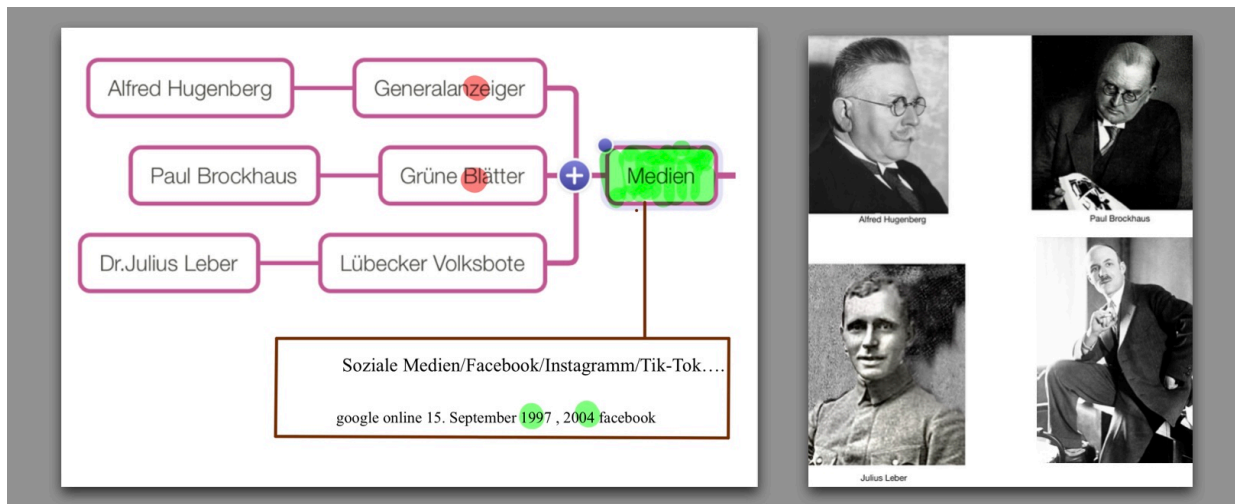 Alfred Hugenberg
Generalanzeiger
Paul Brockhaus
Grüne Blätter
Medien
Dr.Julius Leber
Lübecker Volksbote
Soziale Medien/Facebook/Instagramm/Tik-Tok….
google online 15. September 1997 , 2004 facebook
Alfred Hugenberg
Paul Brockhaus
Julius Leber